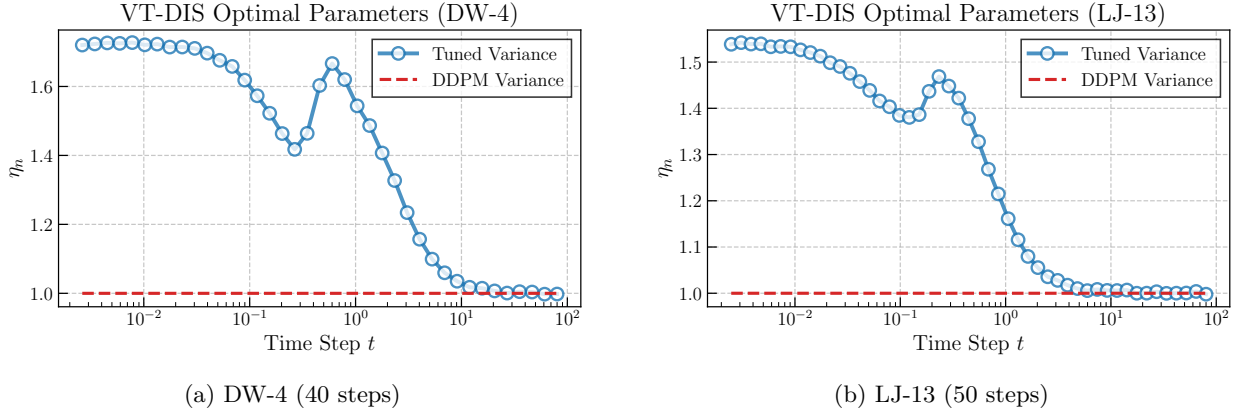 VT-DIS Optimal Parameters (DW-4)
Tuned Variance
DDPM Variance
1.6
1.4
1.2
1.0
η_n
10^{-2}
10^{-1}
10^0
10^1
10^2
Time Step t
(a) DW-4 (40 steps)
VT-DIS Optimal Parameters (LJ-13)
Tuned Variance
DDPM Variance
1.5
1.4
1.3
1.2
1.1
1.0
η_n
10^{-2}
10^{-1}
10^0
10^1
10^2
Time Step t
(b) LJ-13 (50 steps)